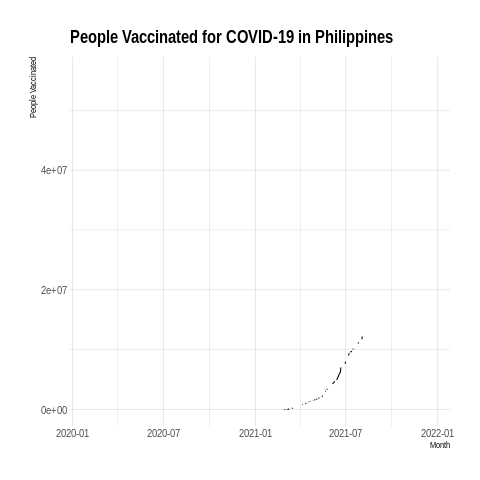 People Vaccinated for COVID-19 in Philippines
People Vaccinated
4e+07
2e+07
0e+00
2020-01 2020-07 2021-01 2021-07 2022-01
Month